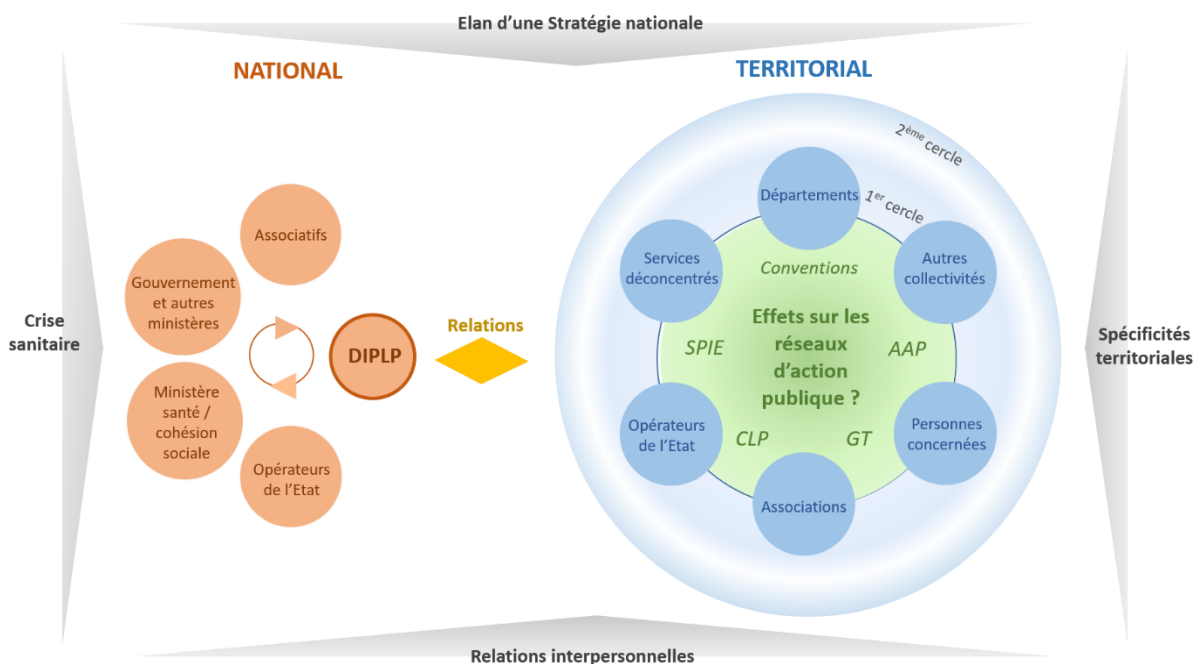 Elan d’une Stratégie nationale
NATIONAL
TERRITORIAL
2ème cercle
1er cercle
Départements
Associatifs
Services
déconcentrés
Autres
collectivités
Conventions
Gouvernement
et autres
ministères
Crise
sanitaire
Relations
DIPLP
SPIE
AAP
Effets sur les
réseaux
d’action
publique ?
Spécificités
territoriales
Ministère
santé /
cohésion
sociale
Opérateurs
de l’Etat
Opérateurs
de l’Etat
CLP
GT
Personnes
concernées
Associations
Relations interpersonnelles